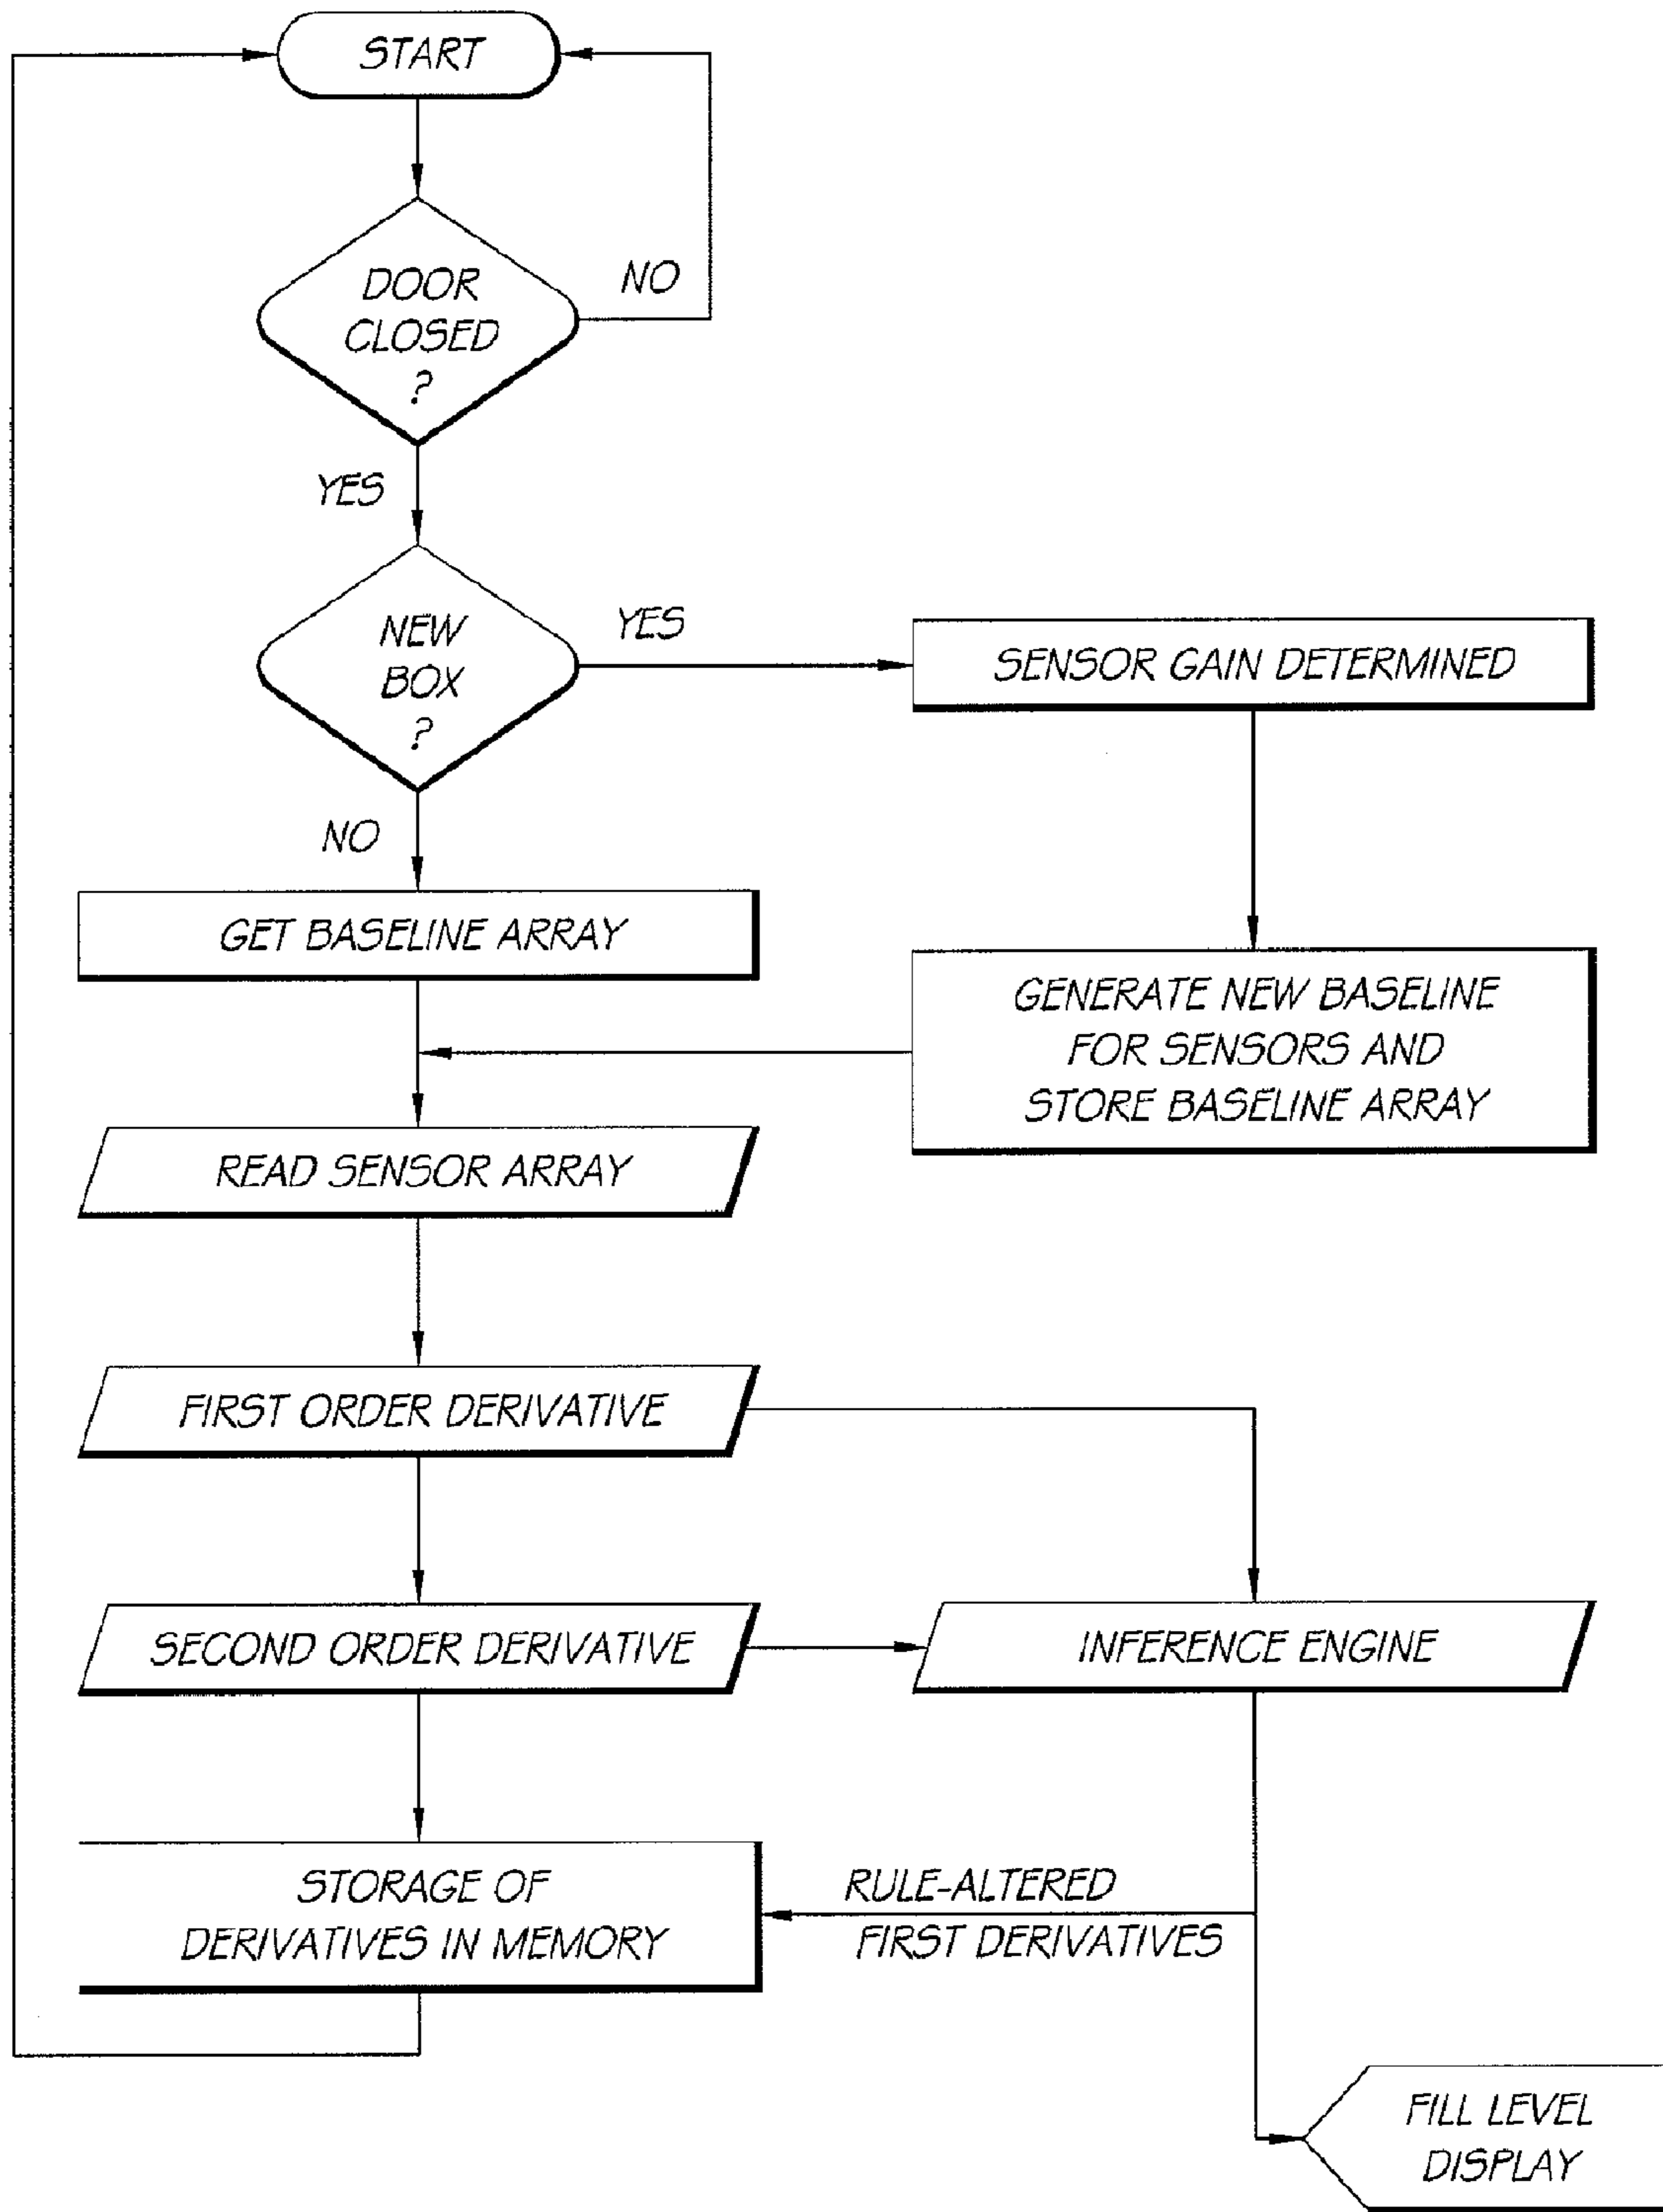 START
DOOR
CLOSED
?
NO
YES
NEW
BOX
?
YES
SENSOR GAIN DETERMINED
NO
GET BASELINE ARRAY
GENERATE NEW BASELINE
FOR SENSORS AND
STORE BASELINE ARRAY
READ SENSOR ARRAY
FIRST ORDER DERIVATIVE
SECOND ORDER DERIVATIVE
INFERENCE ENGINE
STORAGE OF
DERIVATIVES IN MEMORY
RULE-ALTERED
FIRST DERIVATIVES
FILL LEVEL
DISPLAY